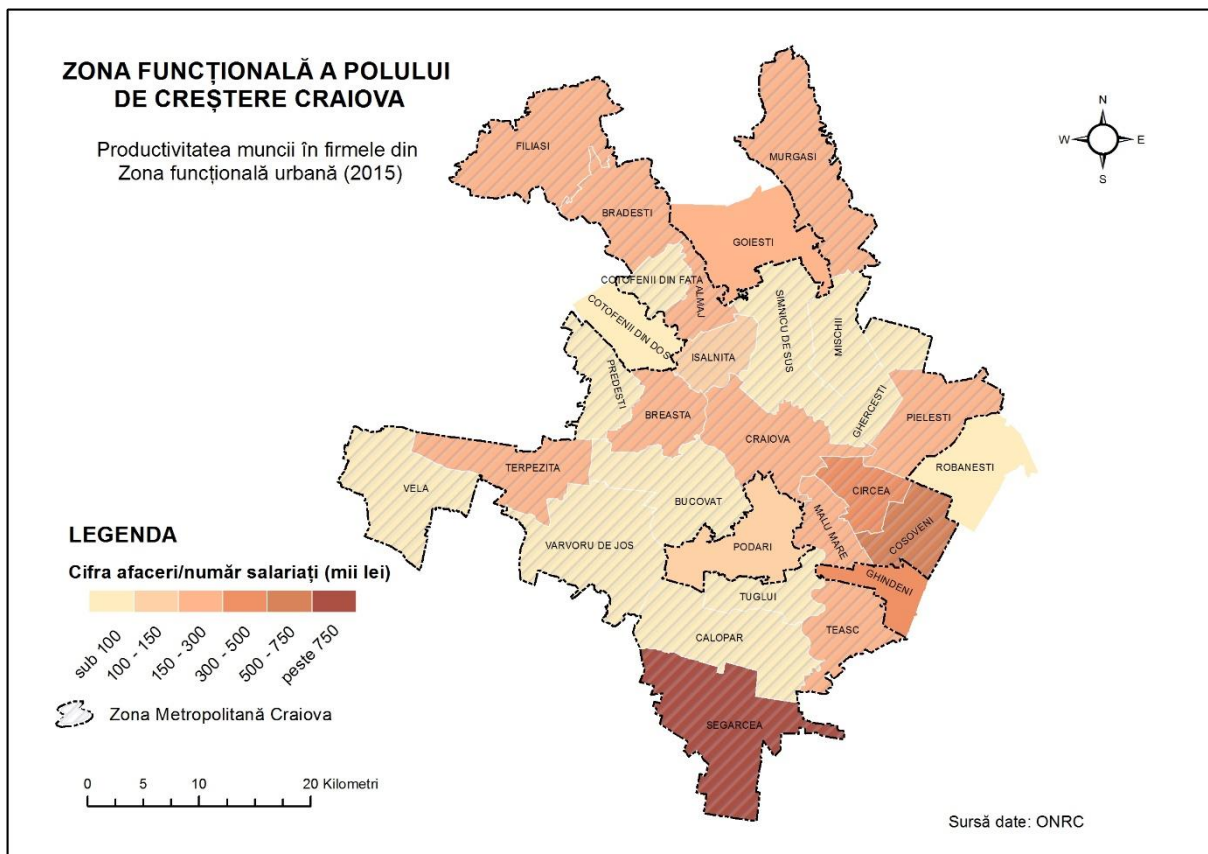 ZONA FUNCȚIONALĂ A POLULUI
DE CREȘTERE CRAIOVA
Productivitatea muncii în firmele din
Zona funcțională urbană (2015)
N
W E
S
FILIASI
MURGASI
BRADESTI
GOIESTI
COTOFENII DIN FATA
ALMAJ
COTOFENII DIN DOS
SIMNICU DE SUS
MISCHII
ISALNITA
PREDESTI
GHERCESTI
BREASTA
PIELESTI
CRAIOVA
ROBANESTI
TERPEZITA
VELA
CIRCEA
BUCOVAT
MALU MARE
COSOVENI
VARVORU DE JOS
PODARI
GHINDENI
TUGLUI
TEASC
CALOPAR
SEGARCEA
LEGENDA
Cifra afaceri/număr salariați (mii lei)
sub 100
100 - 150
150 - 300
300 - 500
500 - 750
peste 750
Zona Metropolitană Craiova
0 5 10 20 Kilometri
Sursă date: ONRC